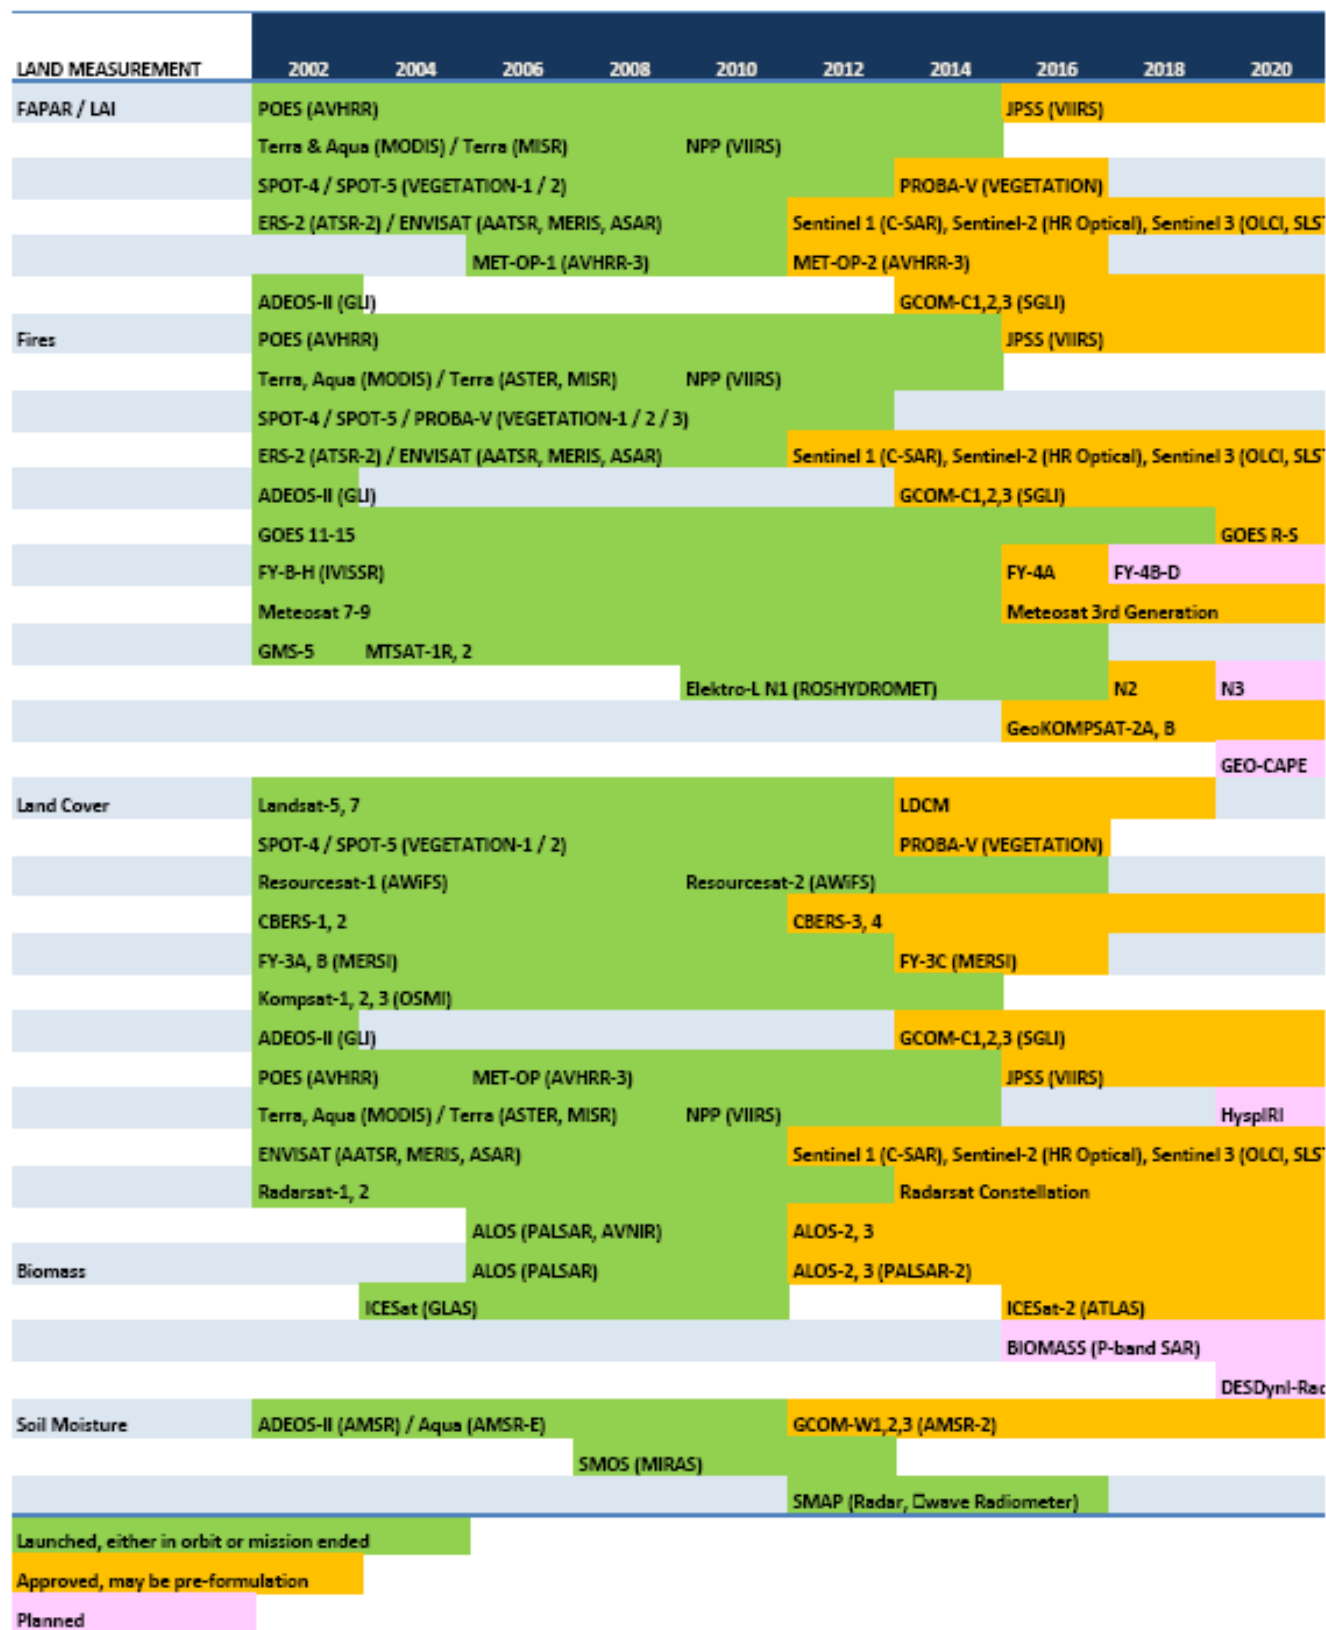 LAND MEASUREMENT 2002 2004 2006 2008 2010 2012 2014 2016 2018 2020
FAPAR / LAI POES (AVHRR) JPSS (VIIRS)
Terra & Aqua (MODIS) / Terra (MISR) NPP (VIIRS)
SPOT-4 / SPOT-5 (VEGETATION-1 / 2) PROBA-V (VEGETATION)
ERS-2 (ATSR-2) / ENVISAT (AATSR, MERIS, ASAR) Sentinel 1 (C-SAR), Sentinel-2 (HR Optical), Sentinel 3 (OLCI, SLST
MET-OP-1 (AVHRR-3) MET-OP-2 (AVHRR-3)
ADEOS-II (GLI) GCOM-C1,2,3 (SGLI)
Fires POES (AVHRR) JPSS (VIIRS)
Terra, Aqua (MODIS) / Terra (ASTER, MISR) NPP (VIIRS)
SPOT-4 / SPOT-5 / PROBA-V (VEGETATION-1 / 2 / 3)
ERS-2 (ATSR-2) / ENVISAT (AATSR, MERIS, ASAR) Sentinel 1 (C-SAR), Sentinel-2 (HR Optical), Sentinel 3 (OLCI, SLST
ADEOS-II (GLI) GCOM-C1,2,3 (SGLI)
GOES 11-15 GOES R-S
FY-B-H (IVISSR) FY-4A FY-4B-D
Meteosat 7-9 Meteosat 3rd Generation
GMS-5 MTSAT-1R, 2
Elektro-L N1 (ROSHYDROMET) N2 N3
GeoKOMPSAT-2A, B
GEO-CAPE
Land Cover Landsat-5, 7 LDCM
SPOT-4 / SPOT-5 (VEGETATION-1 / 2) PROBA-V (VEGETATION)
Resourcesat-1 (AWiFS) Resourcesat-2 (AWiFS)
CBERS-1, 2 CBERS-3, 4
FY-3A, B (MERSI) FY-3C (MERSI)
Kompsat-1, 2, 3 (OSMI)
ADEOS-II (GLI) GCOM-C1,2,3 (SGLI)
POES (AVHRR) MET-OP (AVHRR-3) JPSS (VIIRS)
Terra, Aqua (MODIS) / Terra (ASTER, MISR) NPP (VIIRS) HyspIRI
ENVISAT (AATSR, MERIS, ASAR) Sentinel 1 (C-SAR), Sentinel-2 (HR Optical), Sentinel 3 (OLCI, SLST
Radarsat-1, 2 Radarsat Constellation
ALOS (PALSAR, AVNIR) ALOS-2, 3
Biomass ALOS (PALSAR) ALOS-2, 3 (PALSAR-2)
ICESat (GLAS) ICESat-2 (ATLAS)
BIOMASS (P-band SAR)
DESDynI-Rad
Soil Moisture ADEOS-II (AMSR) / Aqua (AMSR-E) GCOM-W1,2,3 (AMSR-2)
SMOS (MIRAS)
SMAP (Radar, □wave Radiometer)
Launched, either in orbit or mission ended
Approved, may be pre-formulation
Planned